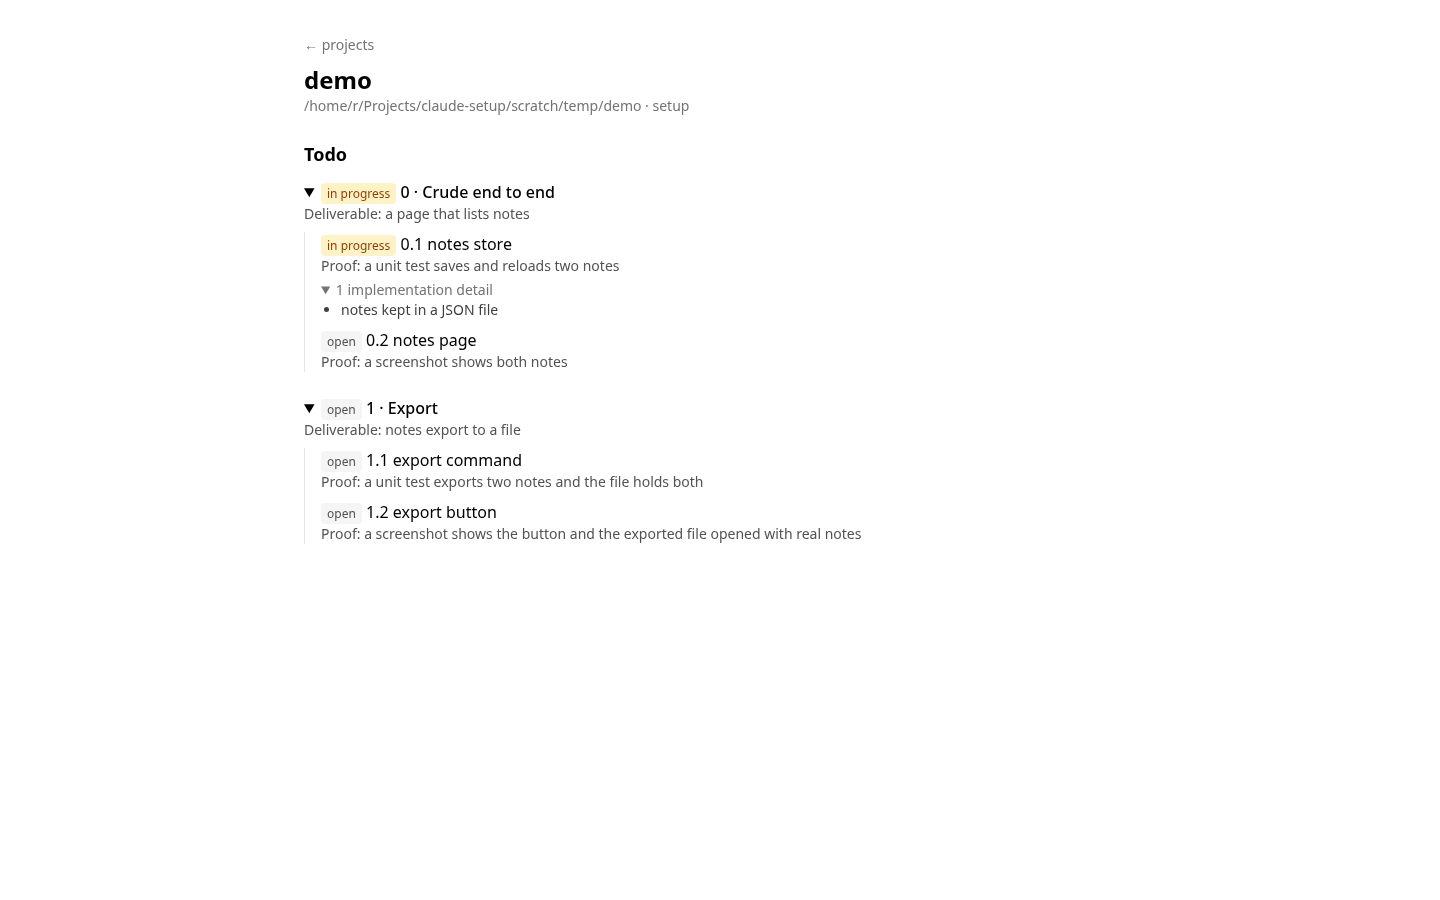 ← projects
demo
/home/r/Projects/claude-setup/scratch/temp/demo · setup
Todo
▼ in progress 0 · Crude end to end
Deliverable: a page that lists notes
in progress 0.1 notes store
Proof: a unit test saves and reloads two notes
▼ 1 implementation detail
• notes kept in a JSON file
open 0.2 notes page
Proof: a screenshot shows both notes
▼ open 1 · Export
Deliverable: notes export to a file
open 1.1 export command
Proof: a unit test exports two notes and the file holds both
open 1.2 export button
Proof: a screenshot shows the button and the exported file opened with real notes